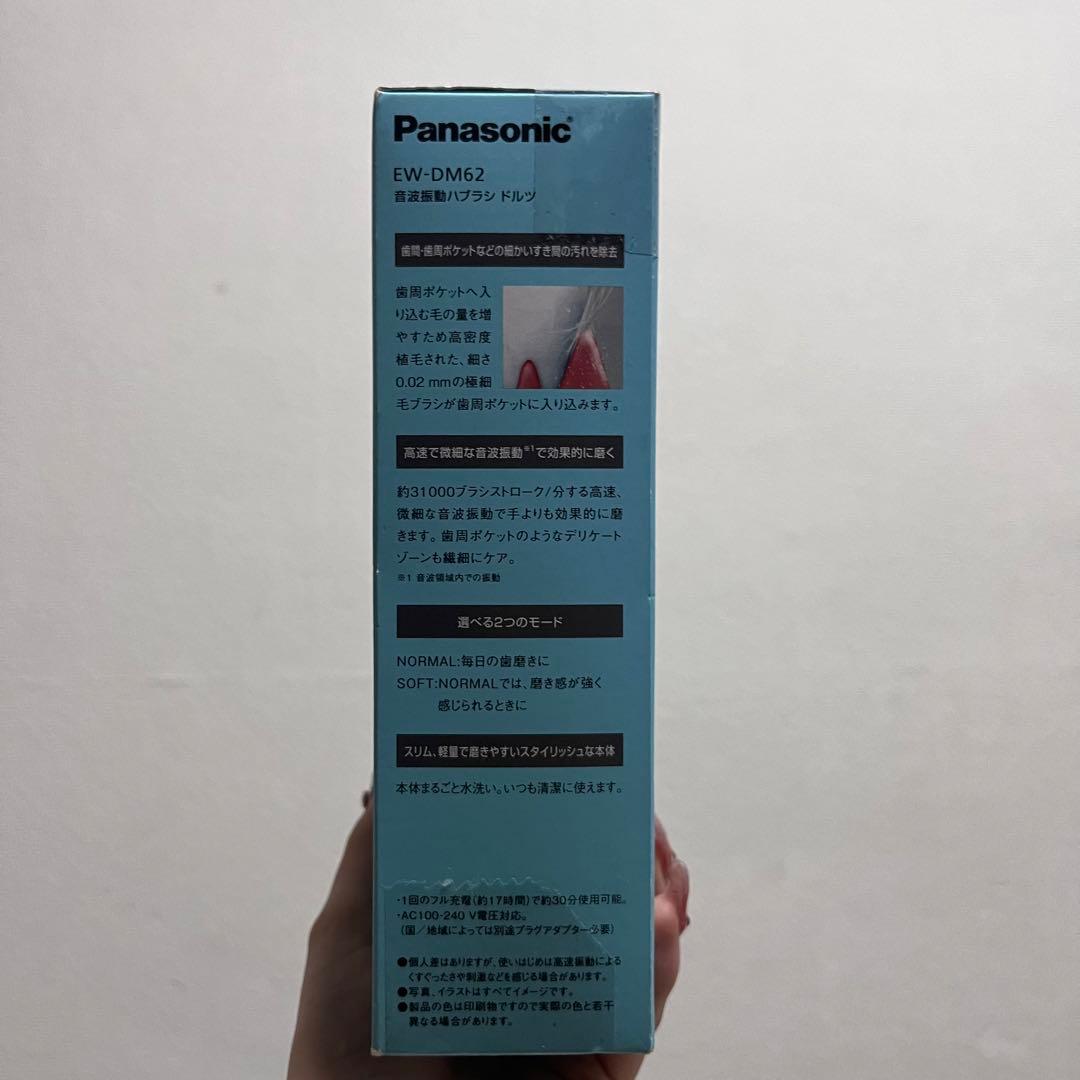 Panasonic
EW-DM62
音波振動ハブラシ ドルツ
歯間・歯周ポケットなどの細かいすき間の汚れを除去
歯周ポケットへ入
り込む毛の量を増
やすため高密度
植毛された、細さ
0.02 mmの極細
毛ブラシが歯周ポケットに入り込みます。
高速で微細な音波振動※1で効果的に磨く
約31000ブラシストローク/分する高速、
微細な音波振動で手よりも効果的に磨
きます。歯周ポケットのようなデリケート
ゾーンも繊細にケア。
※1 音波領域内での振動
選べる2つのモード
NORMAL:毎日の歯磨きに
SOFT:NORMALでは、磨き感が強く
感じられるときに
スリム、軽量で磨きやすいスタイリッシュな本体
本体まるごと水洗い。いつも清潔に使えます。
・1回のフル充電(約17時間)で約30分使用可能。
・AC100-240 V電圧対応。
(国/地域によっては別途プラグアダプター必要)
●個人差はありますが、使いはじめは高速振動による
くすぐったさや刺激などを感じる場合があります。
●写真、イラストはすべてイメージです。
●製品の色は印刷物ですので実際の色と若干
異なる場合があります。